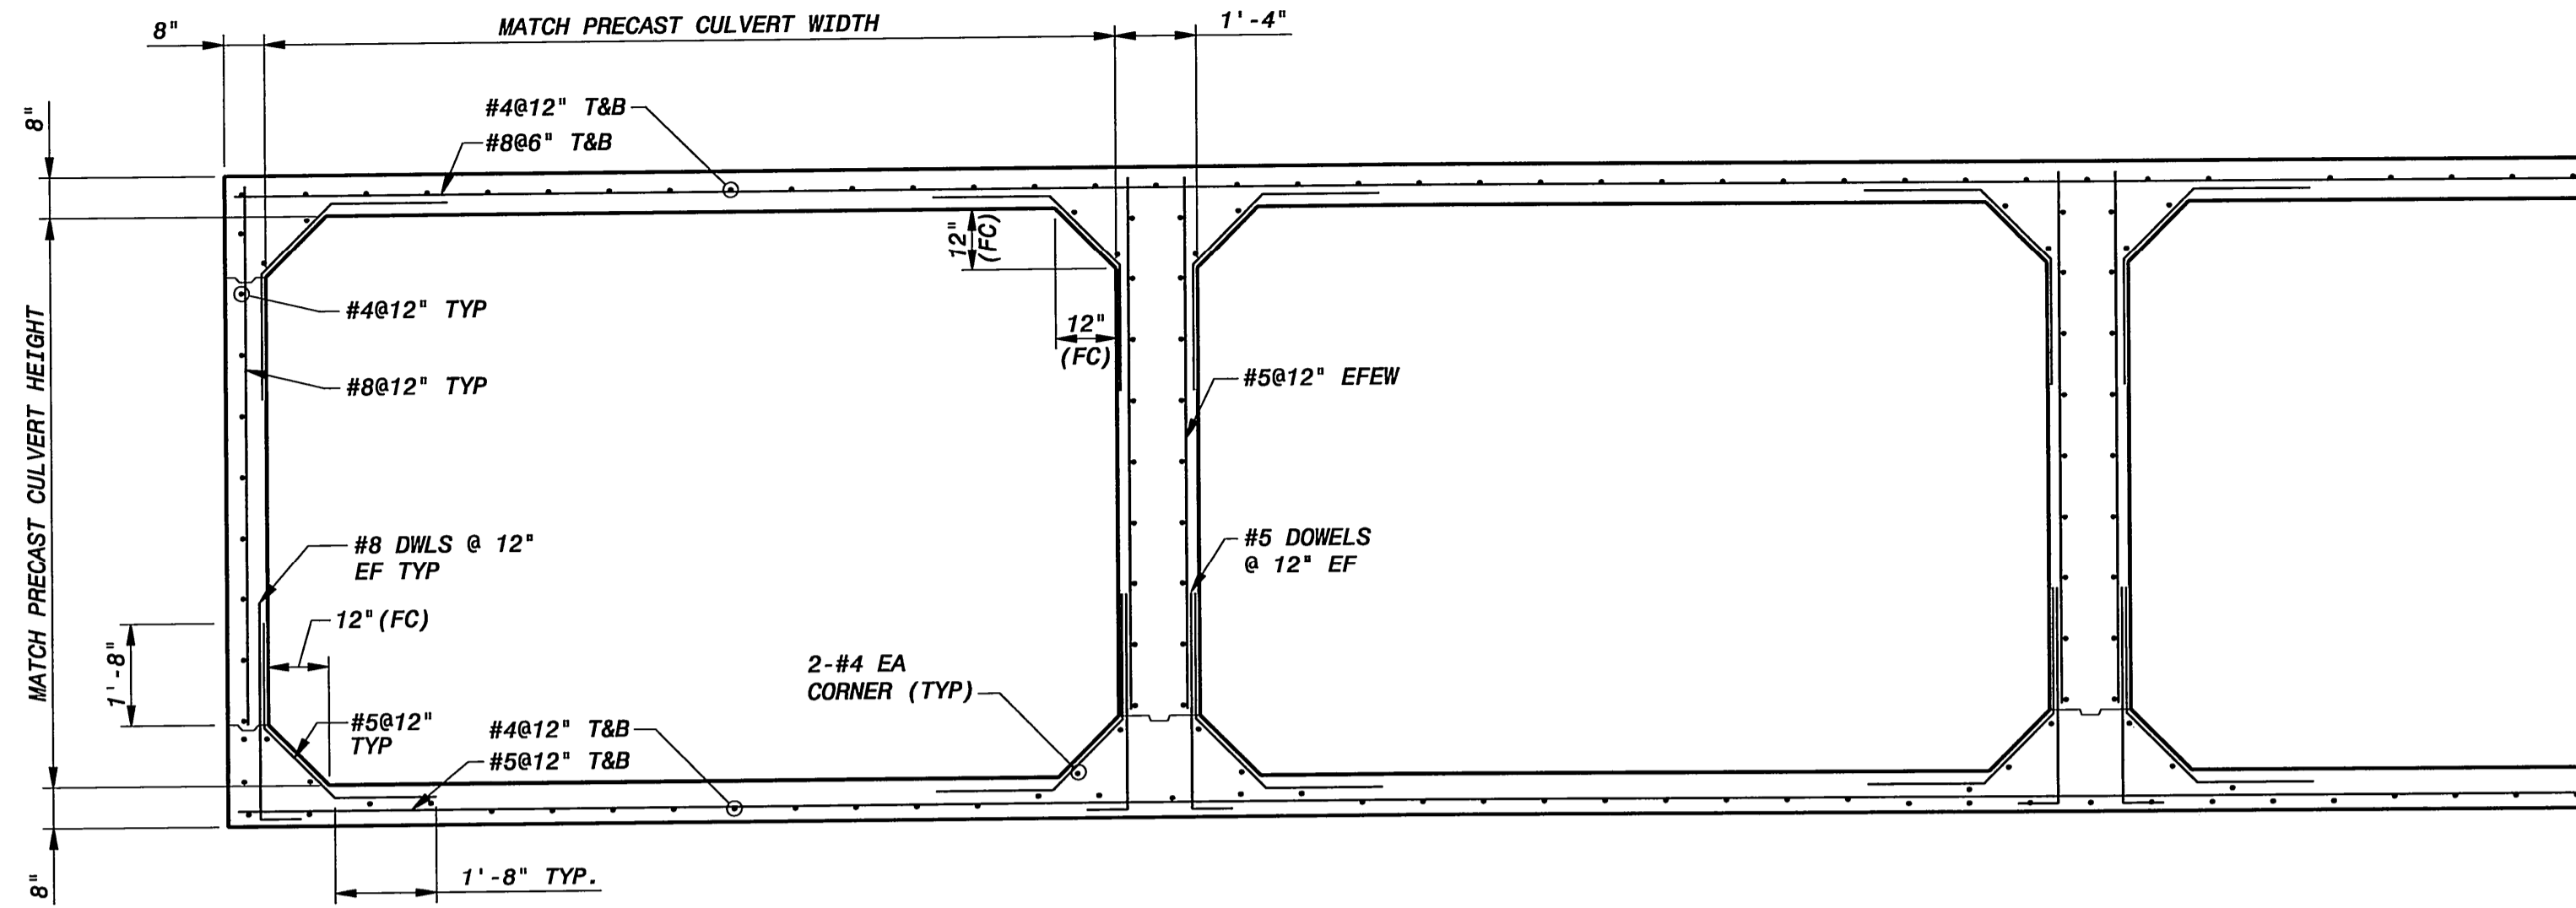 8"
MATCH PRECAST CULVERT WIDTH
1'-4"
8"
#4@12" T&B
#8@6" T&B
12"
(FC)
#4@12" TYP
12"
(FC)
#8@12" TYP
#5@12" EFEW
MATCH PRECAST CULVERT HEIGHT
#8 DWLS @ 12"
EF TYP
#5 DOWELS
@ 12" EF
12"(FC)
1'-8"
2-#4 EA
CORNER (TYP)
#5@12"
TYP
#4@12" T&B
#5@12" T&B
8"
1'-8" TYP.